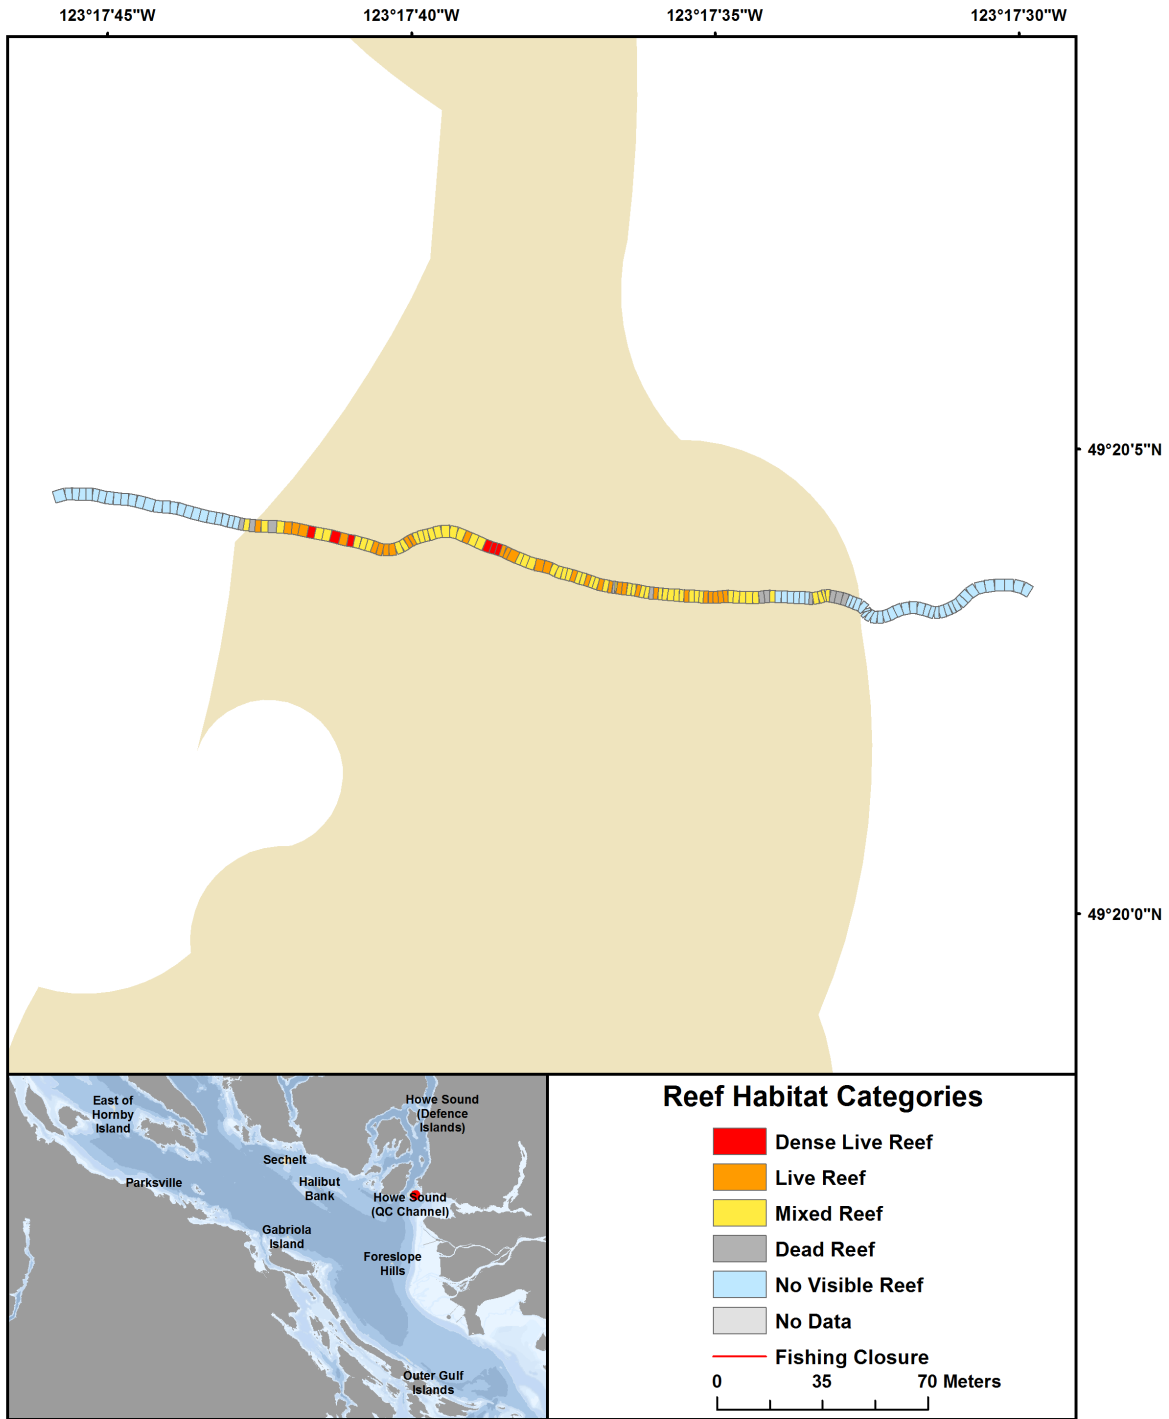 123°17'45"W
123°17'40"W
123°17'35"W
123°17'30"W
49°20'5"N
49°20'0"N
East of
Hornby
Island
Howe Sound
(Defence
Islands)
Sechelt
Parksville
Halibut
Bank
Howe Sound
(QC Channel)
Gabriola
Island
Foreslope
Hills
Outer Gulf
Islands
Reef Habitat Categories
Dense Live Reef
Live Reef
Mixed Reef
Dead Reef
No Visible Reef
No Data
Fishing Closure
0 35 70 Meters